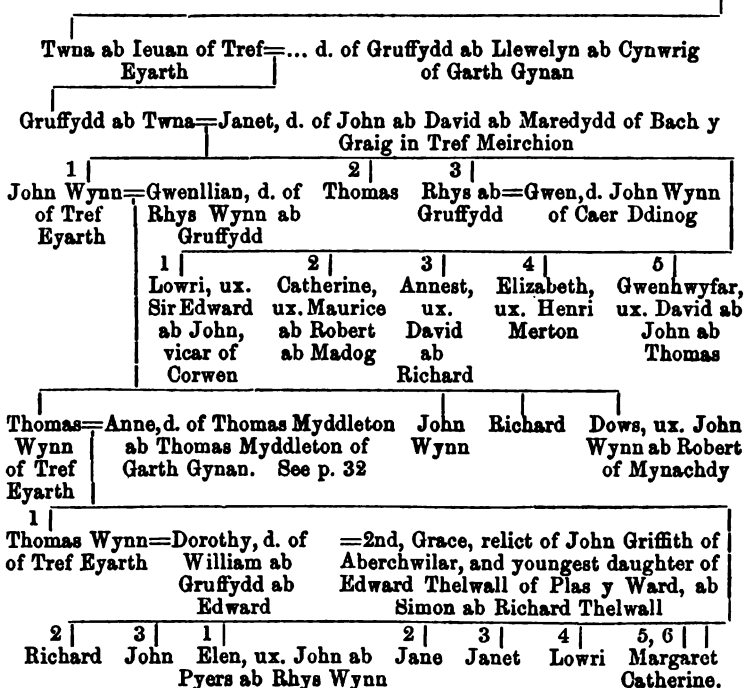 Twna ab Ieuan of Tref=... d. of Gruffydd ab Llewelyn ab Cynwrig
Eyarth of Garth Gynan
Gruffydd ab Twna=Janet, d. of John ab David ab Maredydd of Bach y
Graig in Tref Meirchion
1 2 3
John Wynn=Gwenllian, d. of Thomas Rhys ab=Gwen, d. John Wynn
of Tref Rhys Wynn ab Gruffydd of Caer Ddinog
Eyarth Gruffydd
1 2 3 4 5
Lowri, ux. Catherine, Annest, Elizabeth, Gwenhwyfar,
Sir Edward ux. Maurice ux. ux. Henri ux. David ab
ab John, ab Robert David Merton John ab
vicar of ab Madog ab Thomas
Corwen Richard
Thomas=Anne, d. of Thomas Myddleton John Richard Dows, ux. John
Wynn ab Thomas Myddleton of Wynn Wynn ab Robert
of Tref Garth Gynan. See p. 32 of Mynachdy
Eyarth
1
Thomas Wynn=Dorothy, d. of =2nd, Grace, relict of John Griffith of
of Tref Eyarth William ab Aberchwilar, and youngest daughter of
Gruffydd ab Edward Thelwall of Plas y Ward, ab
Edward Simon ab Richard Thelwall
2 3 1 2 3 4 5, 6
Richard John Elen, ux. John ab Jane Janet Lowri Margaret
Pyers ab Rhys Wynn Catherine.